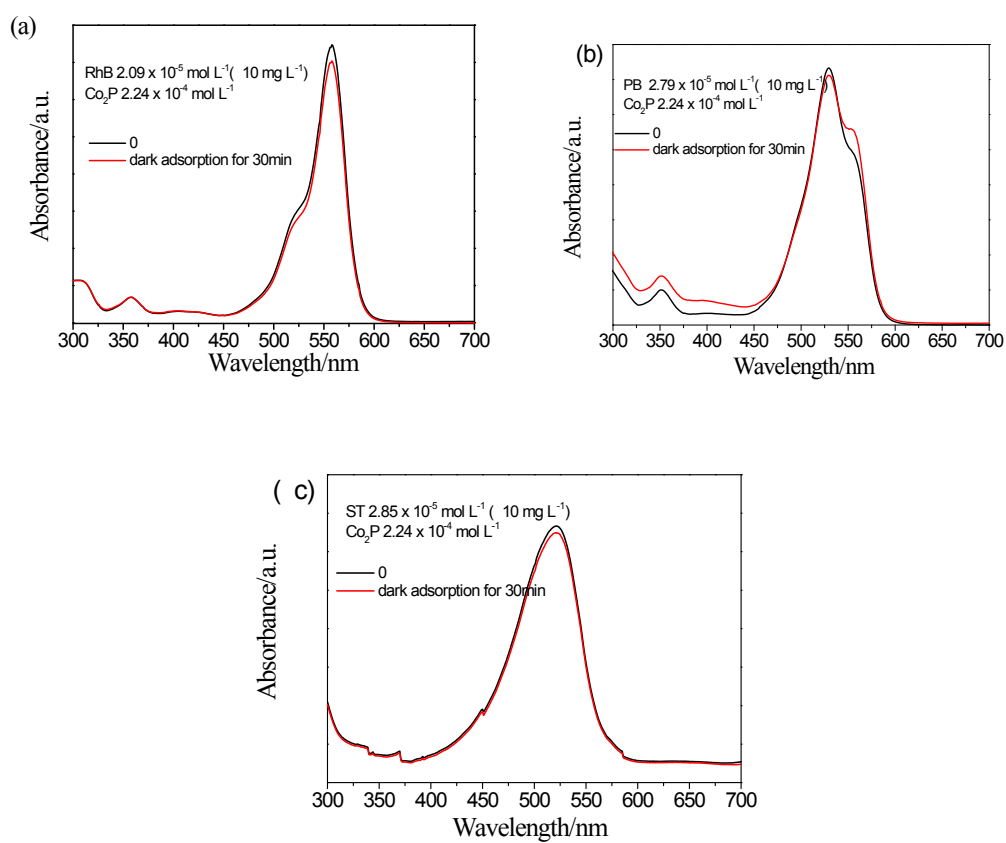 (a)
RhB 2.09 x 10⁻⁵ mol L⁻¹( 10 mg L⁻¹)
Co₂P 2.24 x 10⁻⁴ mol L⁻¹
0
dark adsorption for 30min
Absorbance/a.u.
300 350 400 450 500 550 600 650 700
Wavelength/nm
(b)
PB 2.79 x 10⁻⁵ mol L⁻¹( 10 mg L⁻¹)
Co₂P 2.24 x 10⁻⁴ mol L⁻¹
0
dark adsorption for 30min
Absorbance/a.u.
300 350 400 450 500 550 600 650 700
Wavelength/nm
( c)
ST 2.85 x 10⁻⁵ mol L⁻¹ ( 10 mg L⁻¹)
Co₂P 2.24 x 10⁻⁴ mol L⁻¹
0
dark adsorption for 30min
Absorbance/a.u.
300 350 400 450 500 550 600 650 700
Wavelength/nm